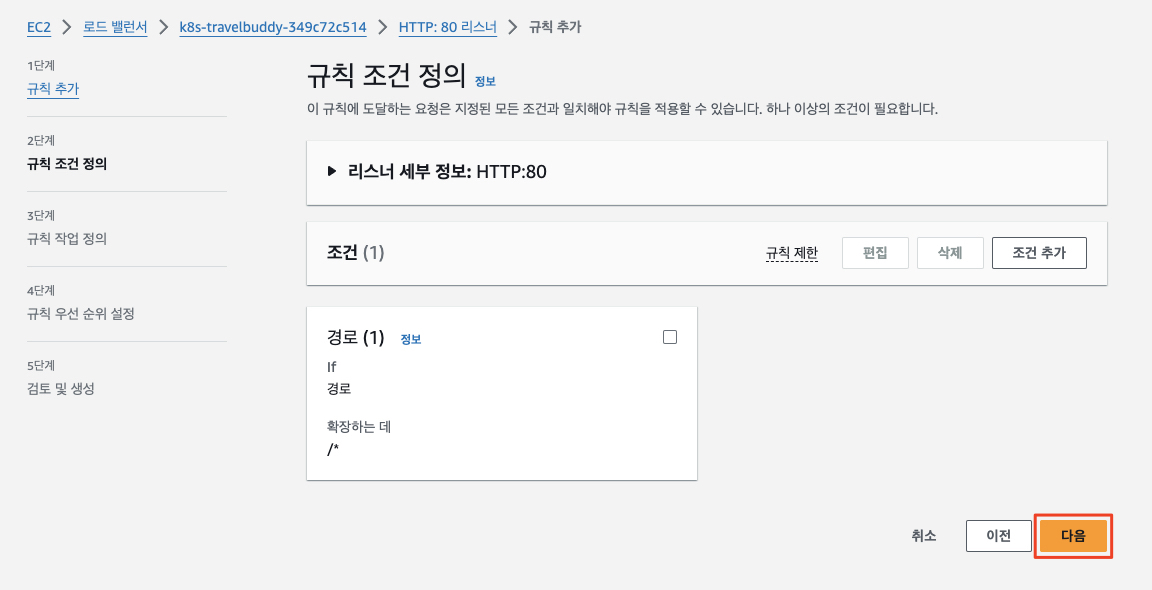 EC2 > 로드 밸런서 > k8s-travelbuddy-349c72c514 > HTTP: 80 리스너 > 규칙 추가
1단계
규칙 추가
2단계
규칙 조건 정의
3단계
규칙 작업 정의
4단계
규칙 우선 순위 설정
5단계
검토 및 생성
규칙 조건 정의 정보
이 규칙에 도달하는 요청은 지정된 모든 조건과 일치해야 규칙을 적용할 수 있습니다. 하나 이상의 조건이 필요합니다.
리스너 세부 정보: HTTP:80
조건 (1) 규칙 제한 편집 삭제 조건 추가
경로 (1) 정보
If
경로
확장하는 데
/*
취소 이전 다음